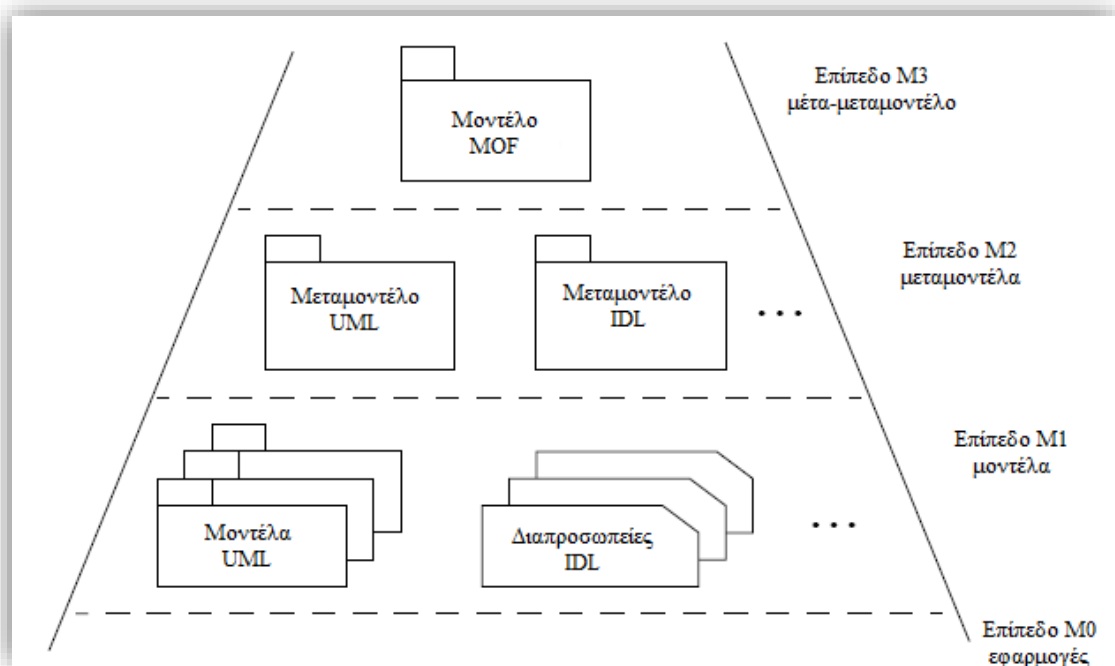 Επίπεδο M3
μέτα-μεταμοντέλο
Μοντέλο
MOF
Επίπεδο M2
μεταμοντέλα
Μεταμοντέλο
UML
Μεταμοντέλο
IDL
...
Επίπεδο M1
μοντέλα
Μοντέλα
UML
Διαπροσωπείες
IDL
...
Επίπεδο M0
εφαρμογές